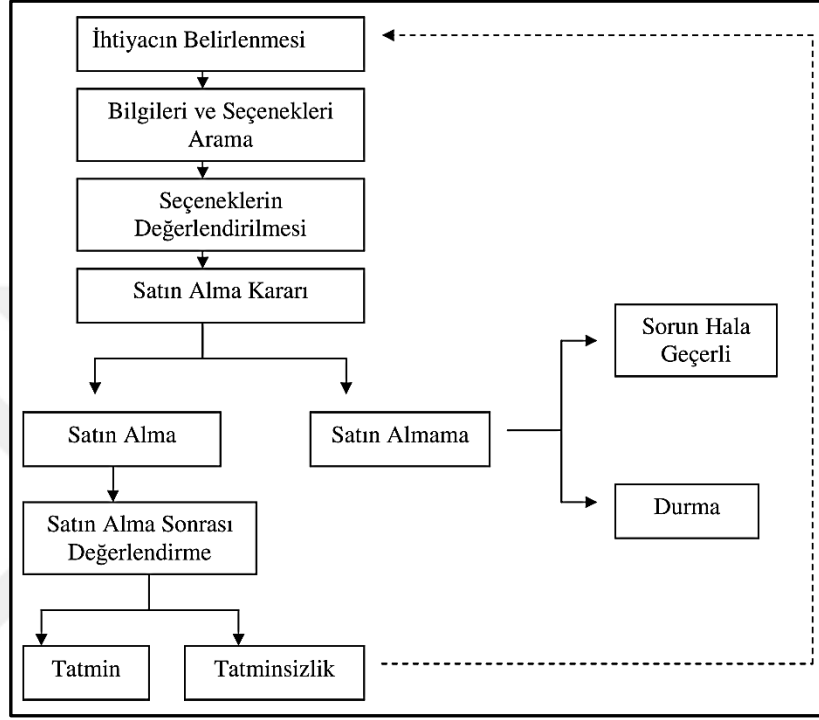 İhtiyacın Belirlenmesi
Bilgileri ve Seçenekleri
Arama
Seçeneklerin
Değerlendirilmesi
Satın Alma Kararı
Sorun Hala
Geçerli
Satın Alma
Satın Almama
Durma
Satın Alma Sonrası
Değerlendirme
Tatmin
Tatminsizlik